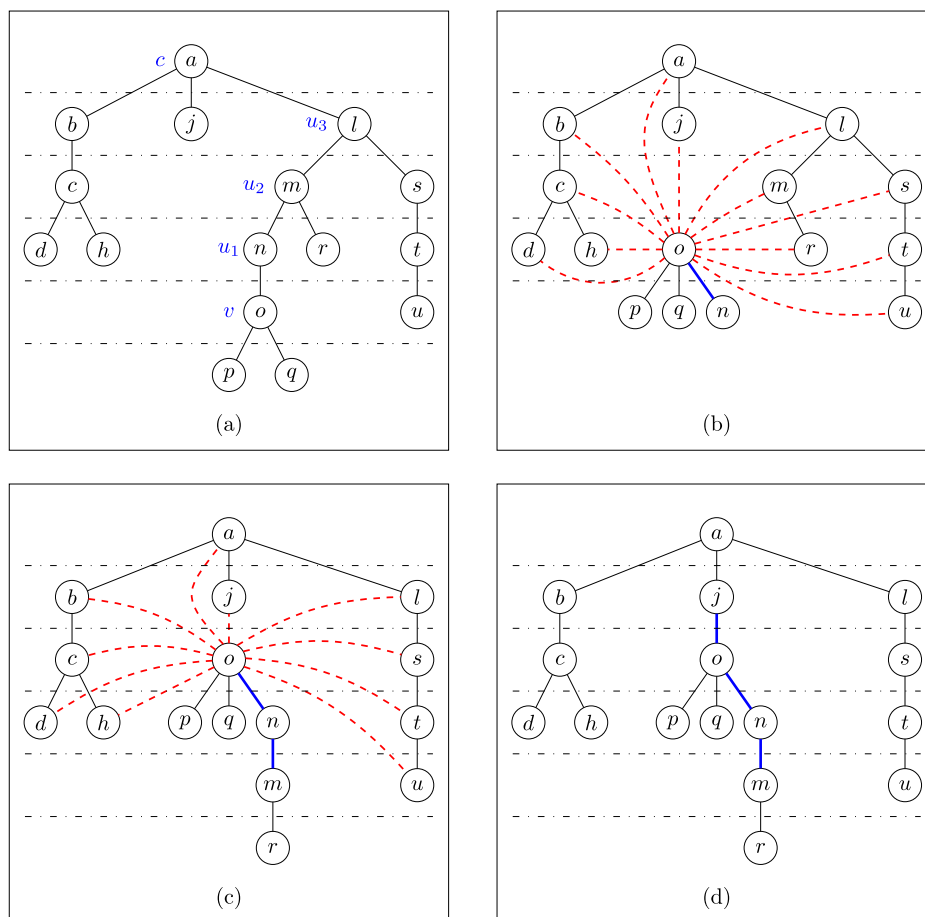 c a
b j u₃ l
c u₂ m s
d h u₁ n r t
v o u
p q
(a)
a
b j l
c m s
d h o r t
p q n u
(b)
a
b j l
c o s
d h p q n t
m u
r
(c)
a
b j l
c o s
d h p q n t
m u
r
(d)